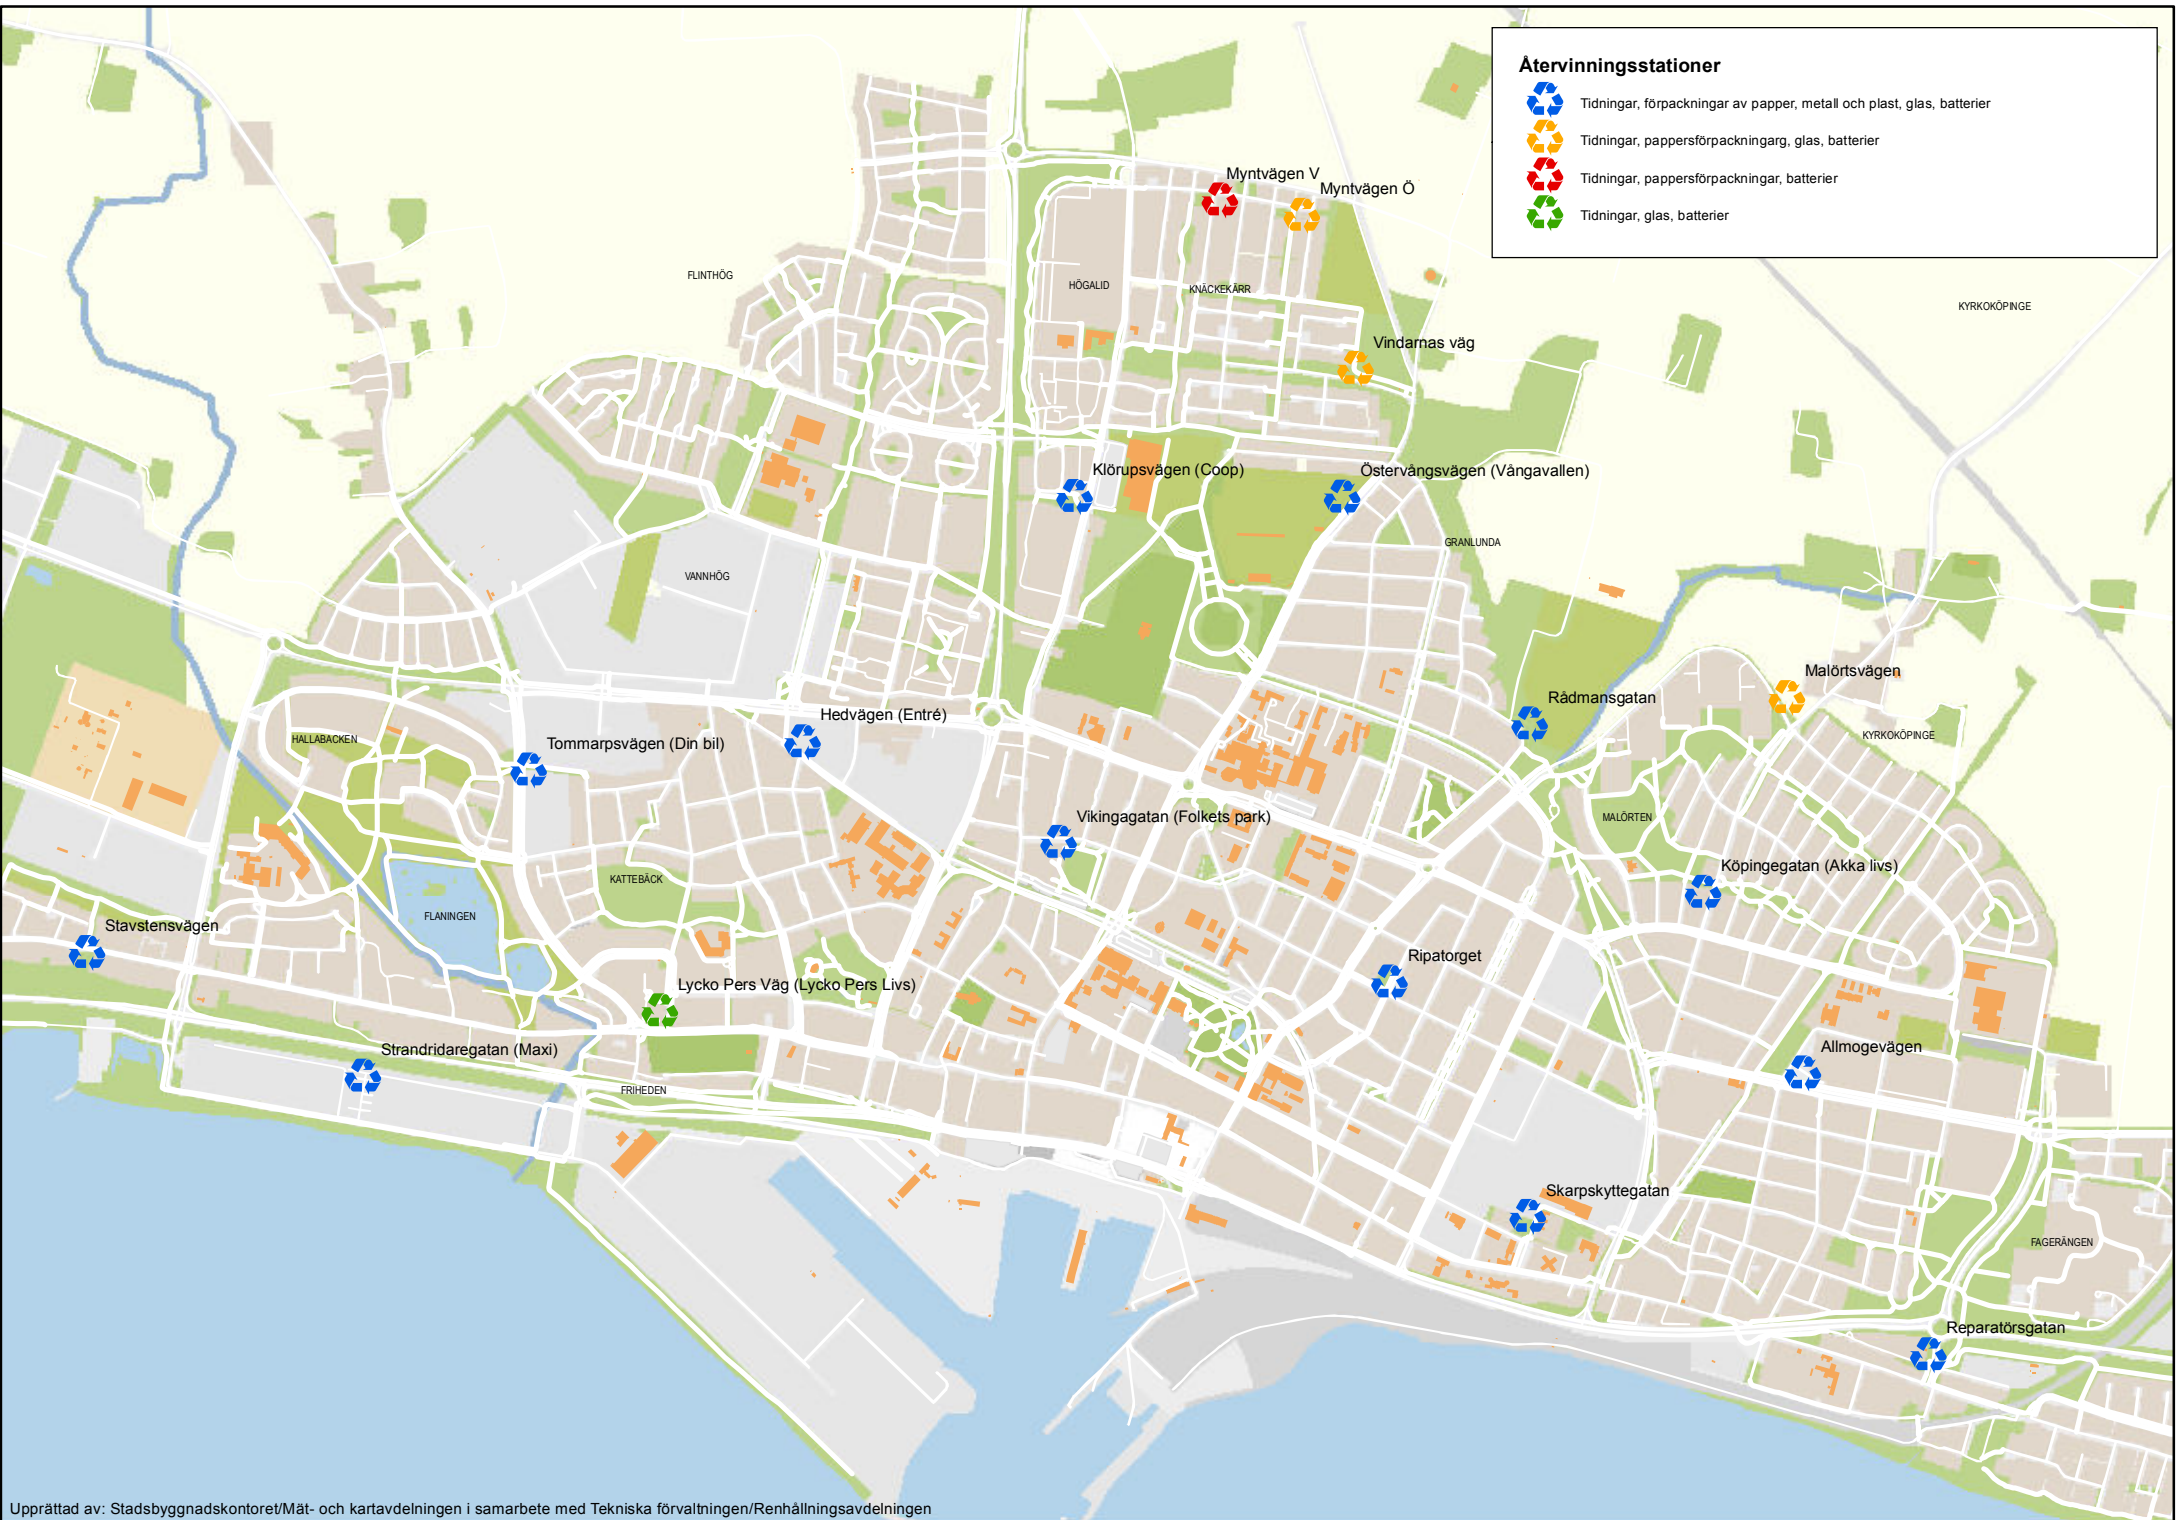 Återvinningsstationer
Tidningar, förpackningar av papper, metall och plast, glas, batterier
Tidningar, pappersförpackningarg, glas, batterier
Tidningar, pappersförpackningar, batterier
Tidningar, glas, batterier
Myntvägen V
Myntvägen Ö
FLINTHÖG
HÖGALID
KNÄCKEKÄRR
KYRKOKÖPINGE
Vindarnas väg
Klörupsvägen (Coop)
Östervångsvägen (Vångavallen)
GRANLUNDA
VANNHÖG
Malörtsvägen
Rådmansgatan
Hedvägen (Entré)
KYRKOKÖPINGE
HALLABACKEN
Tommarpsvägen (Din bil)
Vikingagatan (Folkets park)
MALÖRTEN
Köpingegatan (Akka livs)
KATTEBÄCK
FLANINGEN
Stavstensvägen
Ripatorget
Lycko Pers Väg (Lycko Pers Livs)
Strandridaregatan (Maxi)
Allmogevägen
FRIHEDEN
Skarpskyttegatan
FAGERÄNGEN
Reparatörsgatan
Upprättad av: Stadsbyggnadskontoret/Mät- och kartavdelningen i samarbete med Tekniska förvaltningen/Renhållningsavdelningen